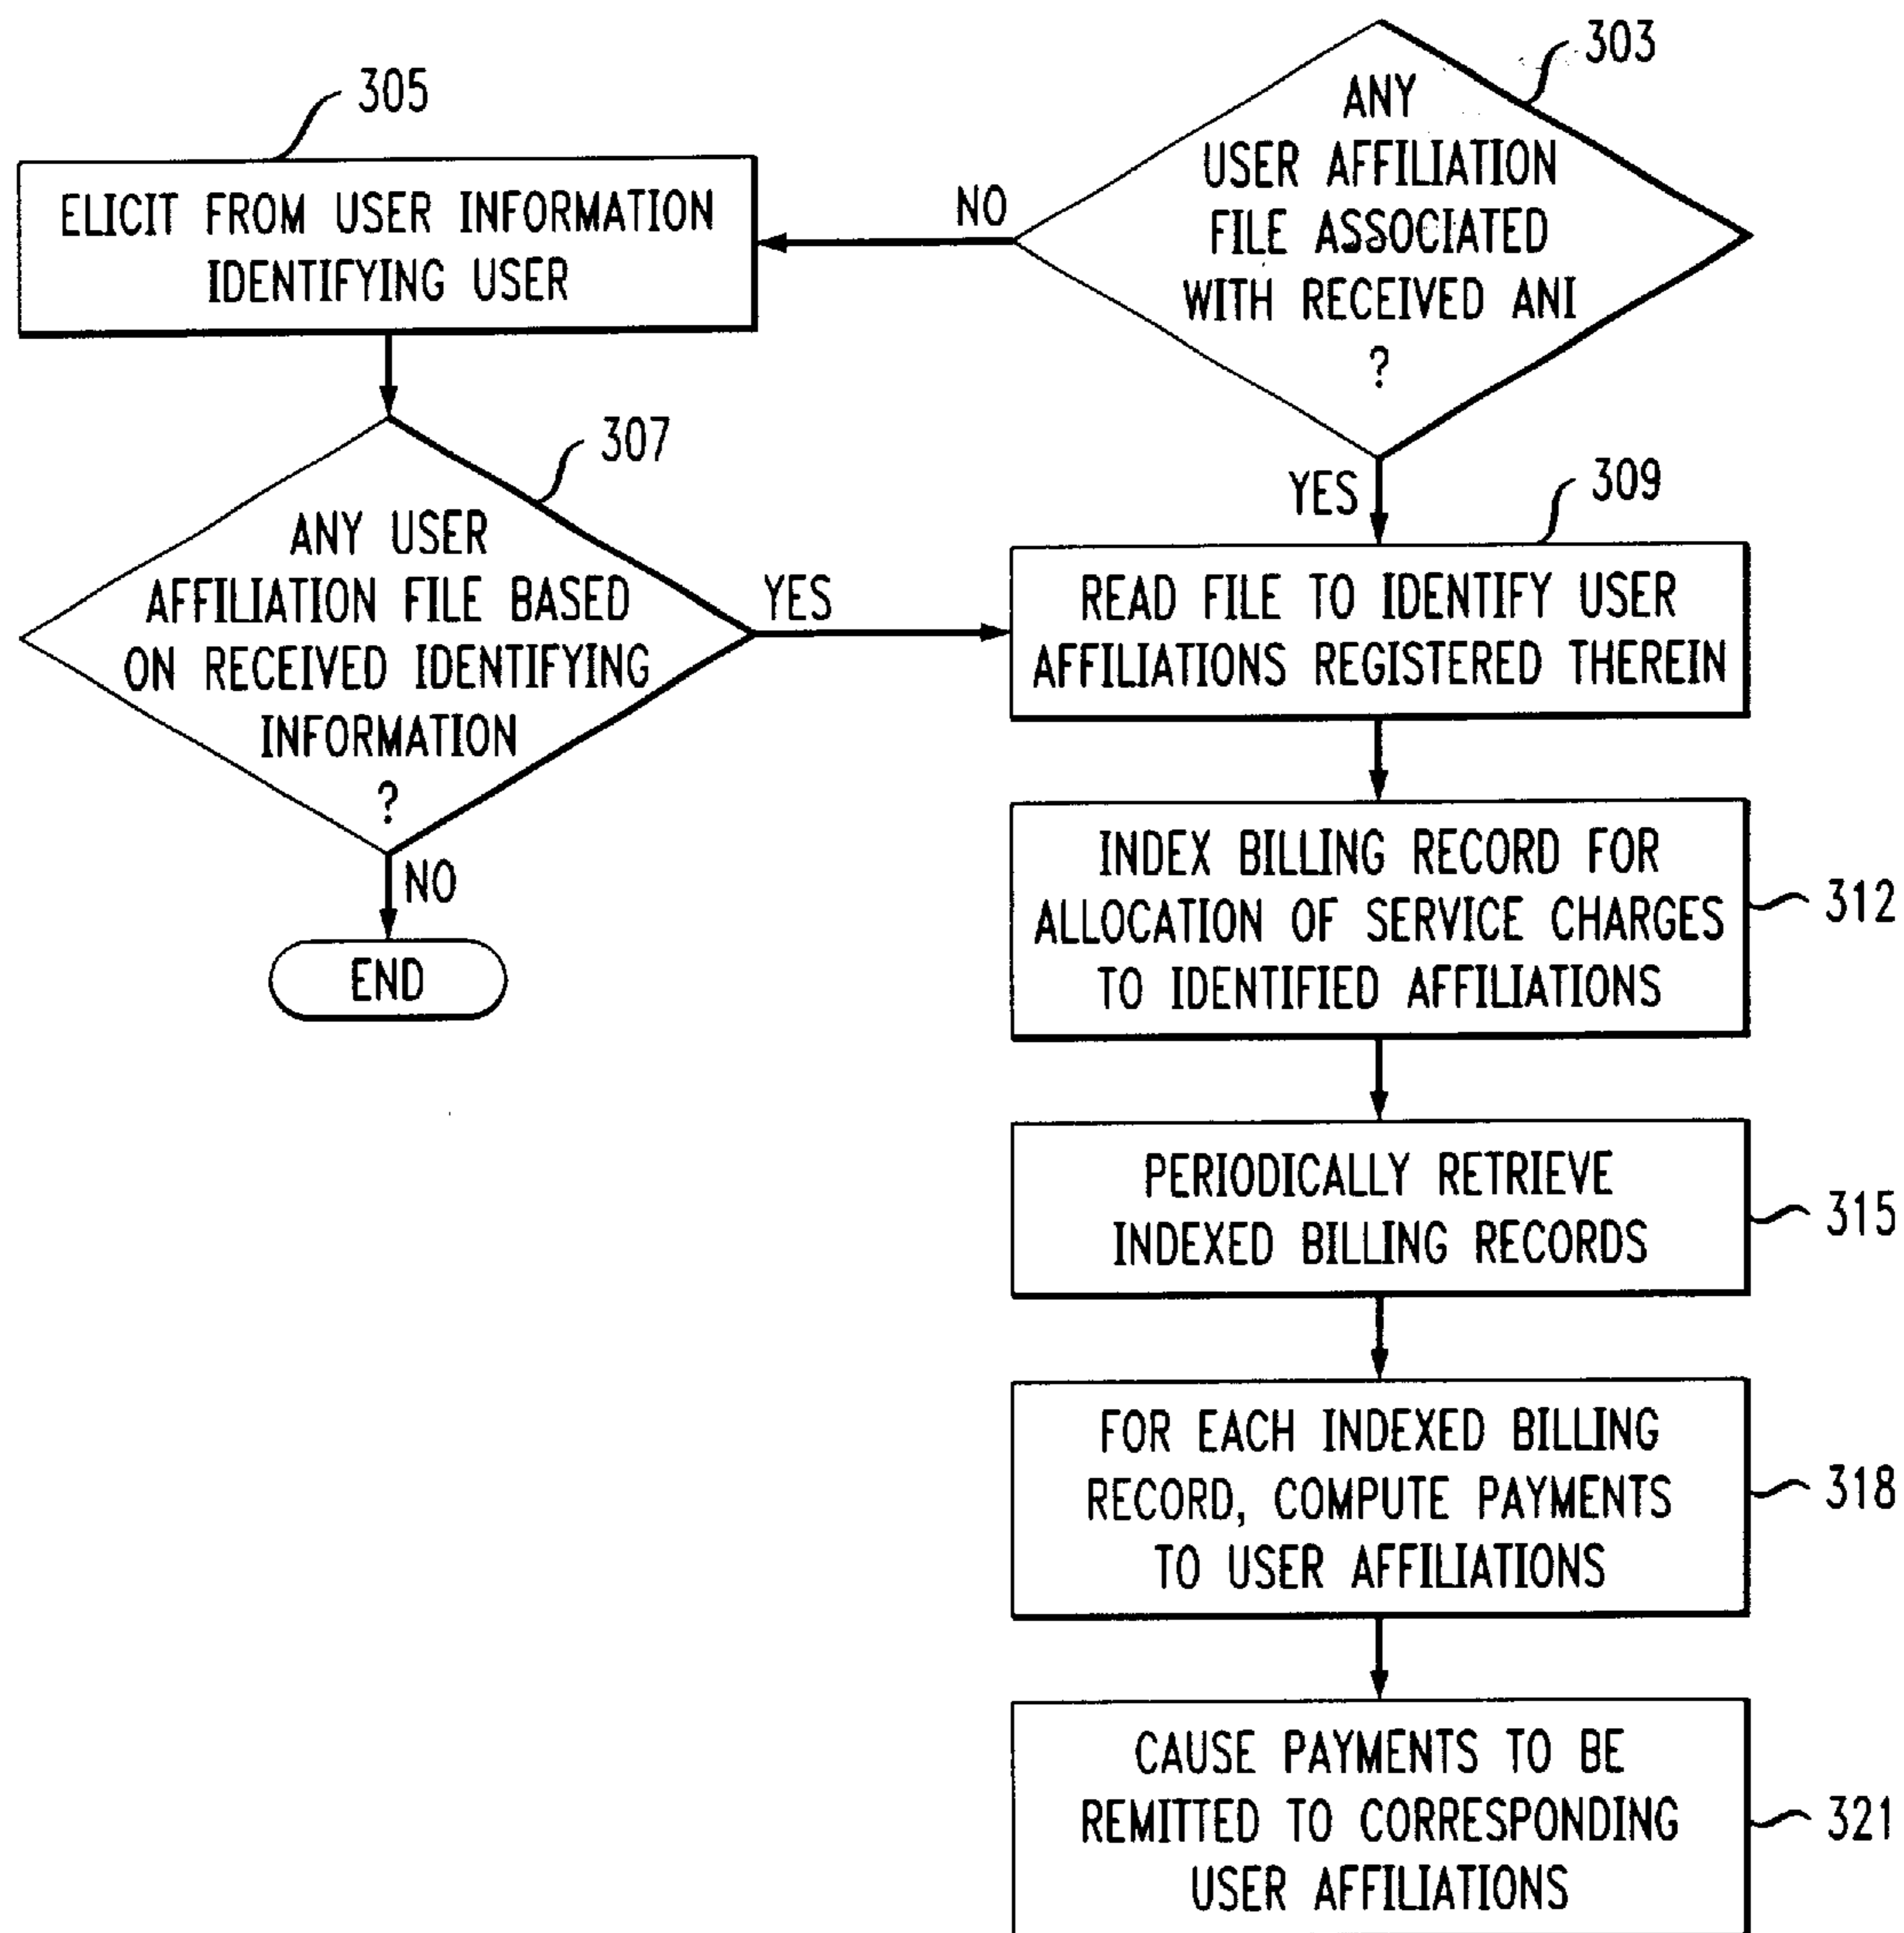 303
ANY
USER AFFILIATION
FILE ASSOCIATED
WITH RECEIVED ANI
?
NO
YES
305
ELICIT FROM USER INFORMATION
IDENTIFYING USER
307
ANY USER
AFFILIATION FILE BASED
ON RECEIVED IDENTIFYING
INFORMATION
?
YES
NO
END
309
READ FILE TO IDENTIFY USER
AFFILIATIONS REGISTERED THEREIN
INDEX BILLING RECORD FOR
ALLOCATION OF SERVICE CHARGES
TO IDENTIFIED AFFILIATIONS
312
PERIODICALLY RETRIEVE
INDEXED BILLING RECORDS
315
FOR EACH INDEXED BILLING
RECORD, COMPUTE PAYMENTS
TO USER AFFILIATIONS
318
CAUSE PAYMENTS TO BE
REMITTED TO CORRESPONDING
USER AFFILIATIONS
321